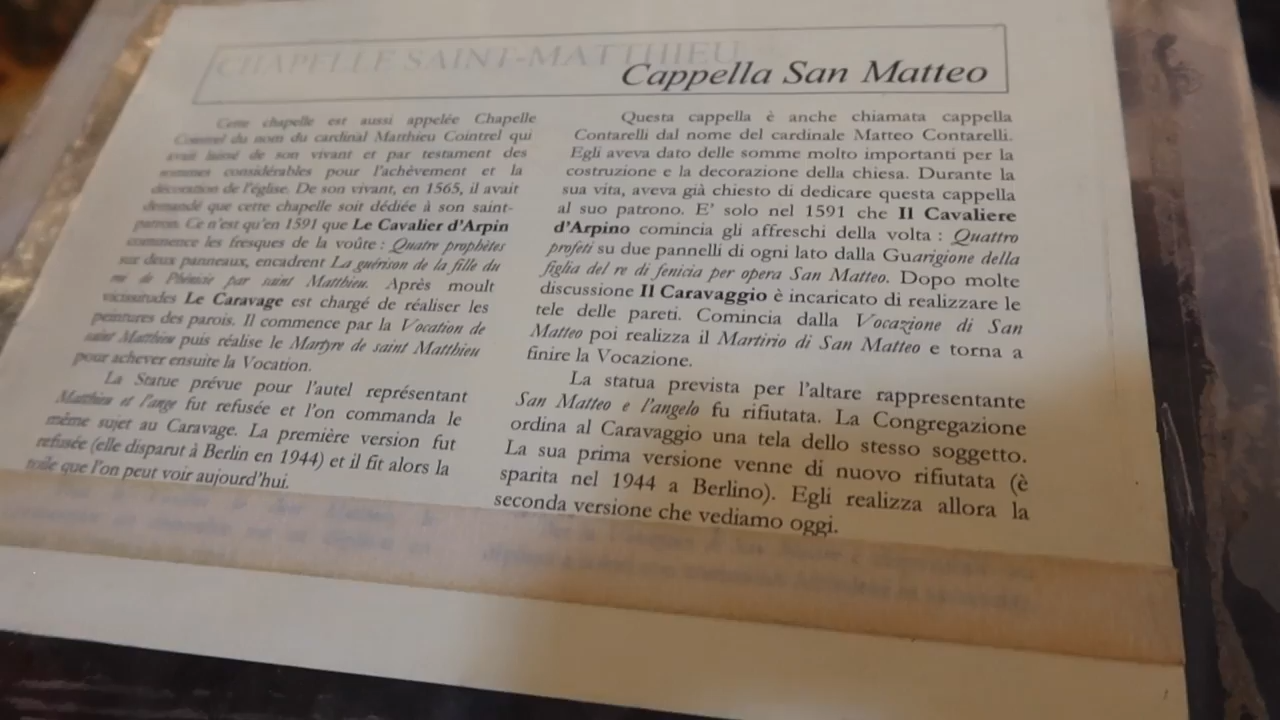 CHAPELLE SAINT-MATTHIEU
Cappella San Matteo
Cette chapelle est aussi appelée Chapelle
Cointrel du nom du cardinal Matthieu Cointrel qui
avait laissé de son vivant et par testament des
sommes considérables pour l'achèvement et la
décoration de l'église. De son vivant, en 1565, il avait
demandé que cette chapelle soit dédiée à son saint-
patron. Ce n'est qu'en 1591 que Le Cavalier d'Arpin
commence les fresques de la voûte : Quatre prophètes
sur deux panneaux, encadrent La guérison de la fille du
roi de Phénicie par saint Matthieu. Après moult
vicissitudes Le Caravage est chargé de réaliser les
peintures des parois. Il commence par la Vocation de
saint Matthieu puis réalise le Martyre de saint Matthieu
pour achever ensuite la Vocation.
La Statue prévue pour l'autel représentant
Matthieu et l'ange fut refusée et l'on commanda le
même sujet au Caravage. La première version fut
refusée (elle disparut à Berlin en 1944) et il fit alors la
toile que l'on peut voir aujourd'hui.
Questa cappella è anche chiamata cappella
Contarelli dal nome del cardinale Matteo Contarelli.
Egli aveva dato delle somme molto importanti per la
costruzione e la decorazione della chiesa. Durante la
sua vita, aveva già chiesto di dedicare questa cappella
al suo patrono. E' solo nel 1591 che Il Cavaliere
d'Arpino comincia gli affreschi della volta : Quattro
profeti su due pannelli di ogni lato dalla Guarigione della
figlia del re di fenicia per opera San Matteo. Dopo molte
discussione Il Caravaggio è incaricato di realizzare le
tele delle pareti. Comincia dalla Vocazione di San
Matteo poi realizza il Martirio di San Matteo e torna a
finire la Vocazione.
La statua prevista per l'altare rappresentante
San Matteo e l'angelo fu rifiutata. La Congregazione
ordina al Caravaggio una tela dello stesso soggetto.
La sua prima versione venne di nuovo rifiutata (è
sparita nel 1944 a Berlino). Egli realizza allora la
seconda versione che vediamo oggi.